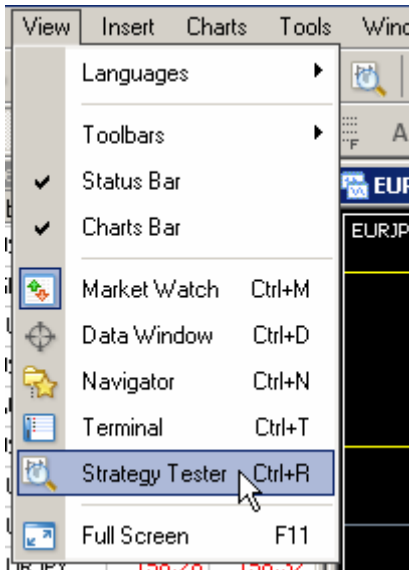 View Insert Charts Tools
Languages
Toolbars
Status Bar
Charts Bar
EURJP
Market Watch Ctrl+M
Data Window Ctrl+D
Navigator Ctrl+N
Terminal Ctrl+T
Strategy Tester Ctrl+R
Full Screen F11